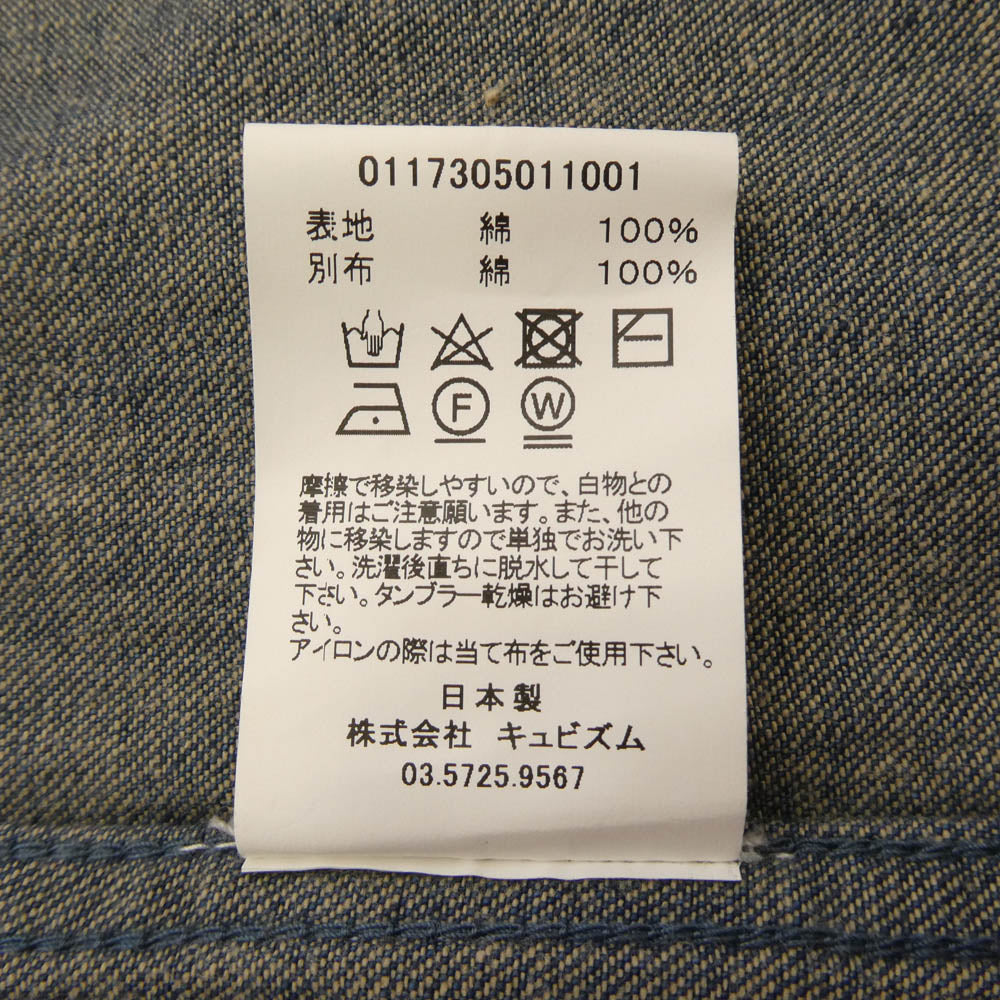 0117305011001
表地 綿 100%
別布 綿 100%
F W
摩擦で移染しやすいので、白物との
着用はご注意願います。また、他の
物に移染しますので単独でお洗い下
さい。洗濯後直ちに脱水して干して
下さい。タンブラー乾燥はお避け下
さい。
アイロンの際は当て布をご使用下さい。
日本製
株式会社 キュビズム
03.5725.9567